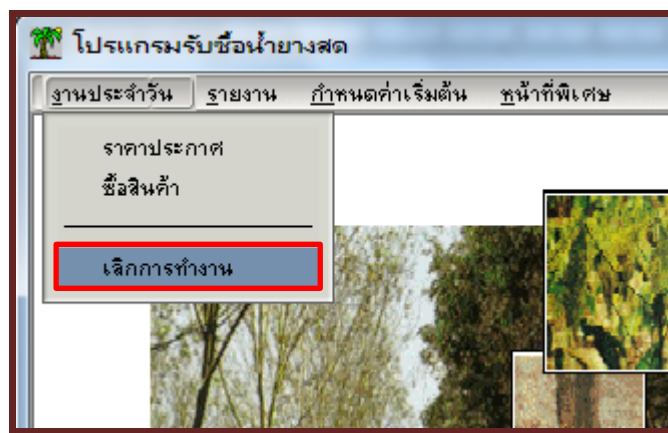 โปรแกรมรับซื้อน้ำยางสด
งานประจำวัน รายงาน กำหนดค่าเริ่มต้น หน้าที่พิเศษ
ราคาประกาศ
ซื้อสินค้า
เลิกการทำงาน